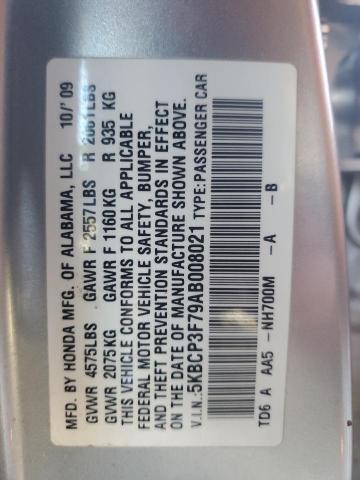 MFD. BY HONDA MFG. OF ALABAMA, LLC 10/'09
GVWR 4575LBS GAWR F 2557LBS R 2061LBS
GVWR 2075KG GAWR F 1160KG R 935 KG
THIS VEHICLE CONFORMS TO ALL APPLICABLE
FEDERAL MOTOR VEHICLE SAFETY, BUMPER,
AND THEFT PREVENTION STANDARDS IN EFFECT
ON THE DATE OF MANUFACTURE SHOWN ABOVE.
V.I.N.:5KBCP3F79AB008021 TYPE:PASSENGER CAR
TD6 A AA5 -NH700M -A -B